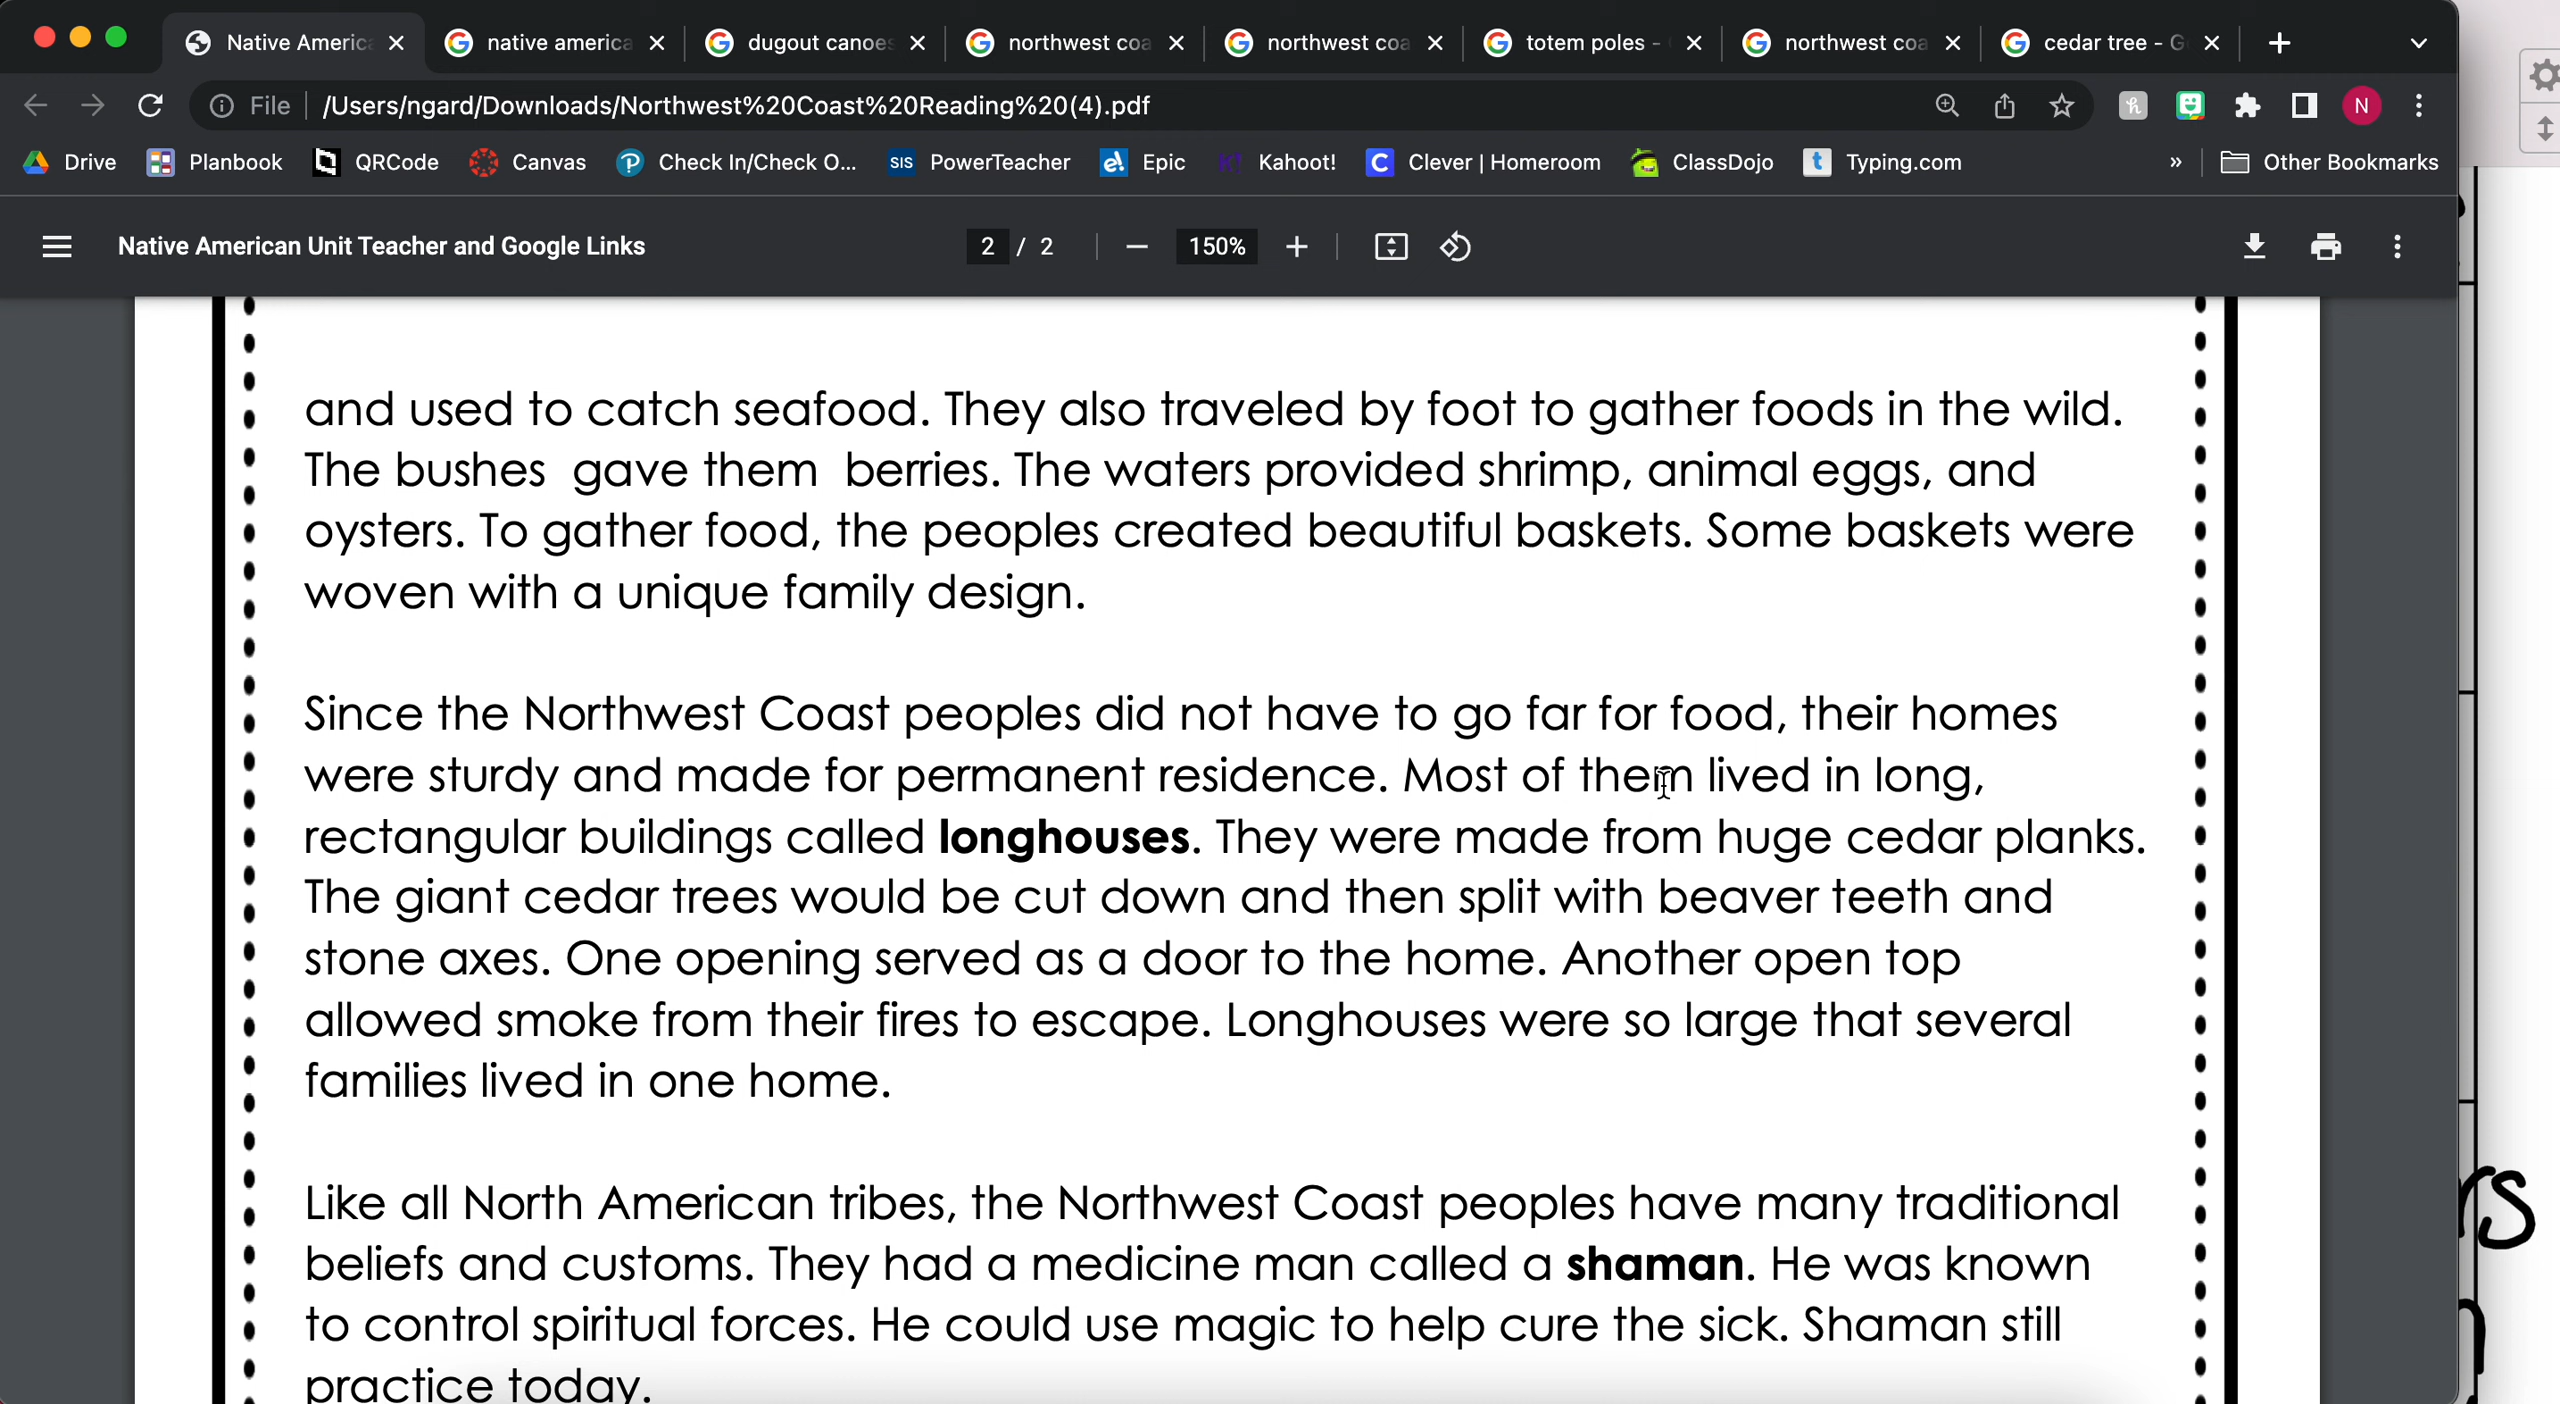 Native America
native america
dugout canoes
northwest coa
northwest coa
totem poles -
northwest coa
cedar tree - G
File
/Users/ngard/Downloads/Northwest%20Coast%20Reading%20(4).pdf
N
Drive
Planbook
QRCode
Canvas
Check In/Check O...
SIS PowerTeacher
e! Epic
K! Kahoot!
C Clever | Homeroom
ClassDojo
t Typing.com
»
Other Bookmarks
Native American Unit Teacher and Google Links
2 / 2
150%
and used to catch seafood. They also traveled by foot to gather foods in the wild.
The bushes gave them berries. The waters provided shrimp, animal eggs, and
oysters. To gather food, the peoples created beautiful baskets. Some baskets were
woven with a unique family design.
Since the Northwest Coast peoples did not have to go far for food, their homes
were sturdy and made for permanent residence. Most of them lived in long,
rectangular buildings called longhouses. They were made from huge cedar planks.
The giant cedar trees would be cut down and then split with beaver teeth and
stone axes. One opening served as a door to the home. Another open top
allowed smoke from their fires to escape. Longhouses were so large that several
families lived in one home.
Like all North American tribes, the Northwest Coast peoples have many traditional
beliefs and customs. They had a medicine man called a shaman. He was known
to control spiritual forces. He could use magic to help cure the sick. Shaman still
practice today.
rs